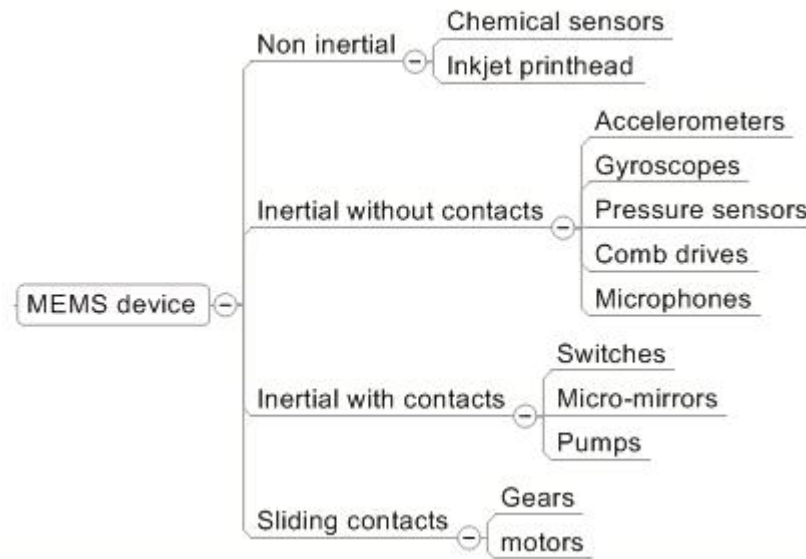 Non inertial
Chemical sensors
Inkjet printhead
Inertial without contacts
Accelerometers
Gyroscopes
Pressure sensors
Comb drives
Microphones
MEMS device
Inertial with contacts
Switches
Micro-mirrors
Pumps
Sliding contacts
Gears
motors